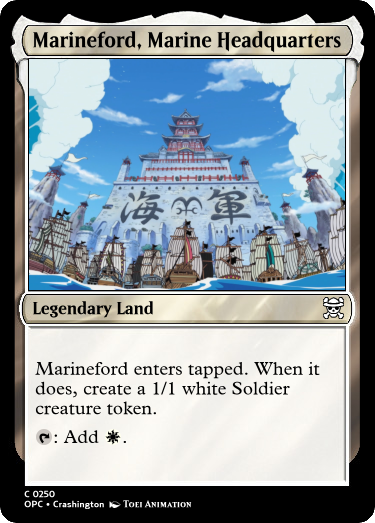 Marineford, Marine Headquarters
海 軍
Legendary Land
Marineford enters tapped. When it
does, create a 1/1 white Soldier
creature token.
: Add .
C 0250
OPC • Crashington Toei Animation